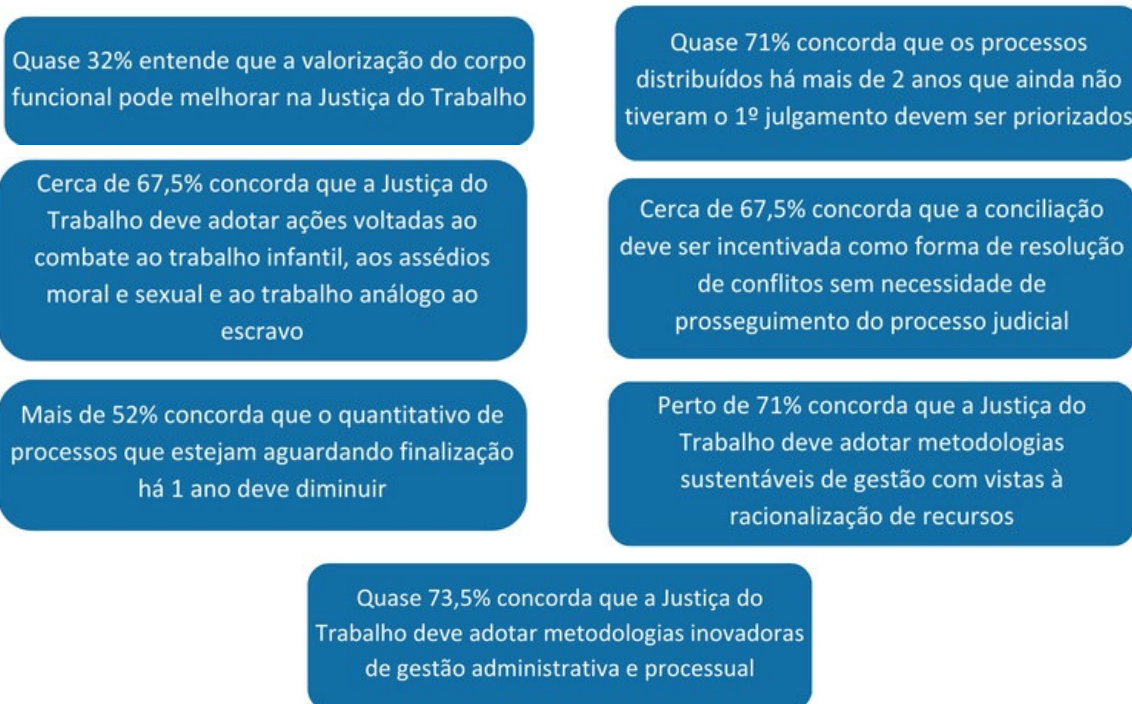 Quase 32% entende que a valorização do corpo
funcional pode melhorar na Justiça do Trabalho
Quase 71% concorda que os processos
distribuídos há mais de 2 anos que ainda não
tiveram o 1º julgamento devem ser priorizados
Cerca de 67,5% concorda que a Justiça do
Trabalho deve adotar ações voltadas ao
combate ao trabalho infantil, aos assédios
moral e sexual e ao trabalho análogo ao
escravo
Cerca de 67,5% concorda que a conciliação
deve ser incentivada como forma de resolução
de conflitos sem necessidade de
prosseguimento do processo judicial
Mais de 52% concorda que o quantitativo de
processos que estejam aguardando finalização
há 1 ano deve diminuir
Perto de 71% concorda que a Justiça do
Trabalho deve adotar metodologias
sustentáveis de gestão com vistas à
racionalização de recursos
Quase 73,5% concorda que a Justiça do
Trabalho deve adotar metodologias inovadoras
de gestão administrativa e processual